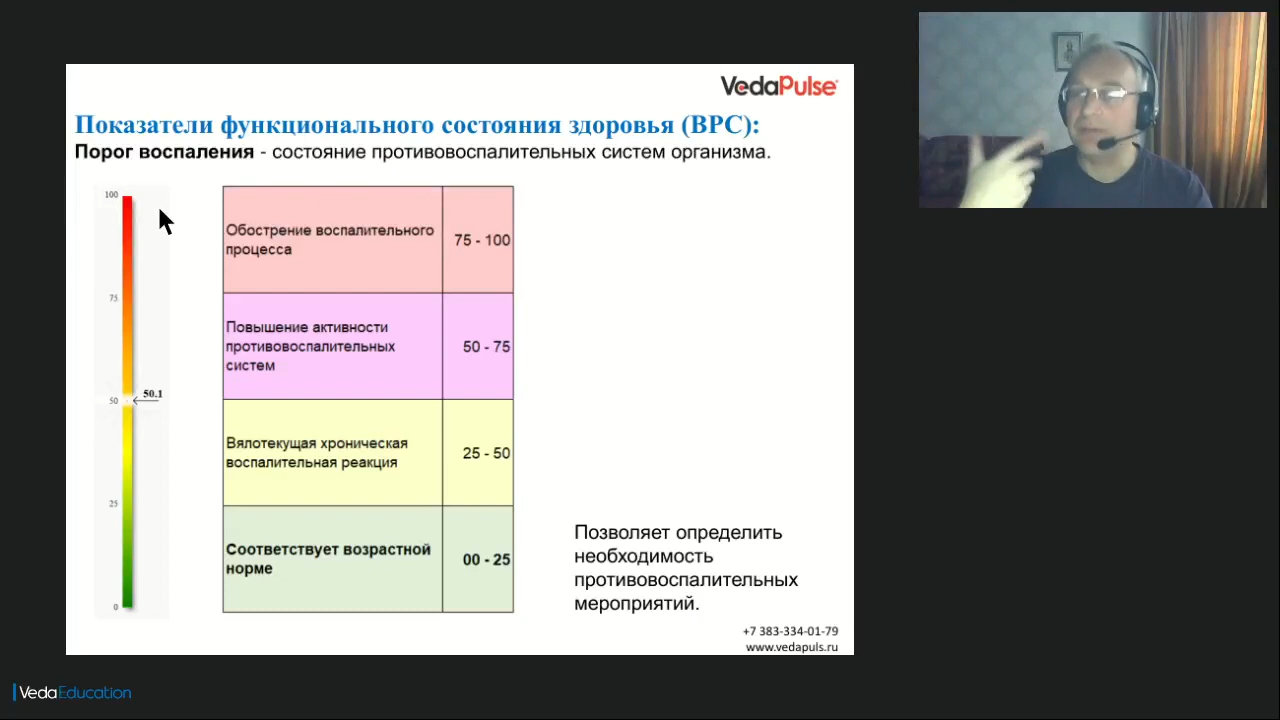 VedaPulse
Показатели функционального состояния здоровья (ВРС):
Порог воспаления - состояние противовоспалительных систем организма.
100
75
50
50.1
25
0
Обострение воспалительного
процесса
75 - 100
Повышение активности
противовоспалительных
систем
50 - 75
Вялотекущая хроническая
воспалительная реакция
25 - 50
Соответствует возрастной
норме
00 - 25
Позволяет определить
необходимость
противовоспалительных
мероприятий.
+7 383-334-01-79
www.vedapuls.ru
VedaEducation